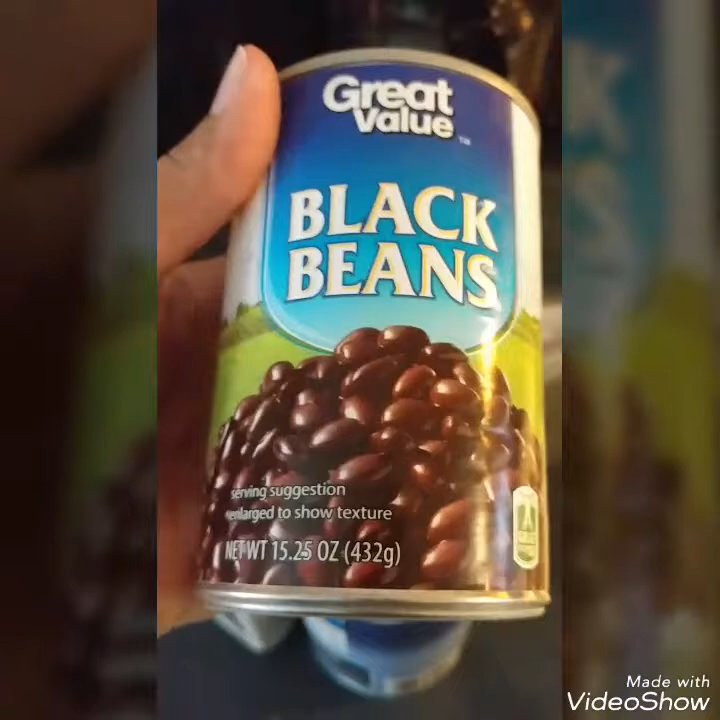 Great
Value
TM
BLACK
BEANS
serving suggestion
enlarged to show texture
NET WT 15.25 OZ (432g)
Made with
VideoShow